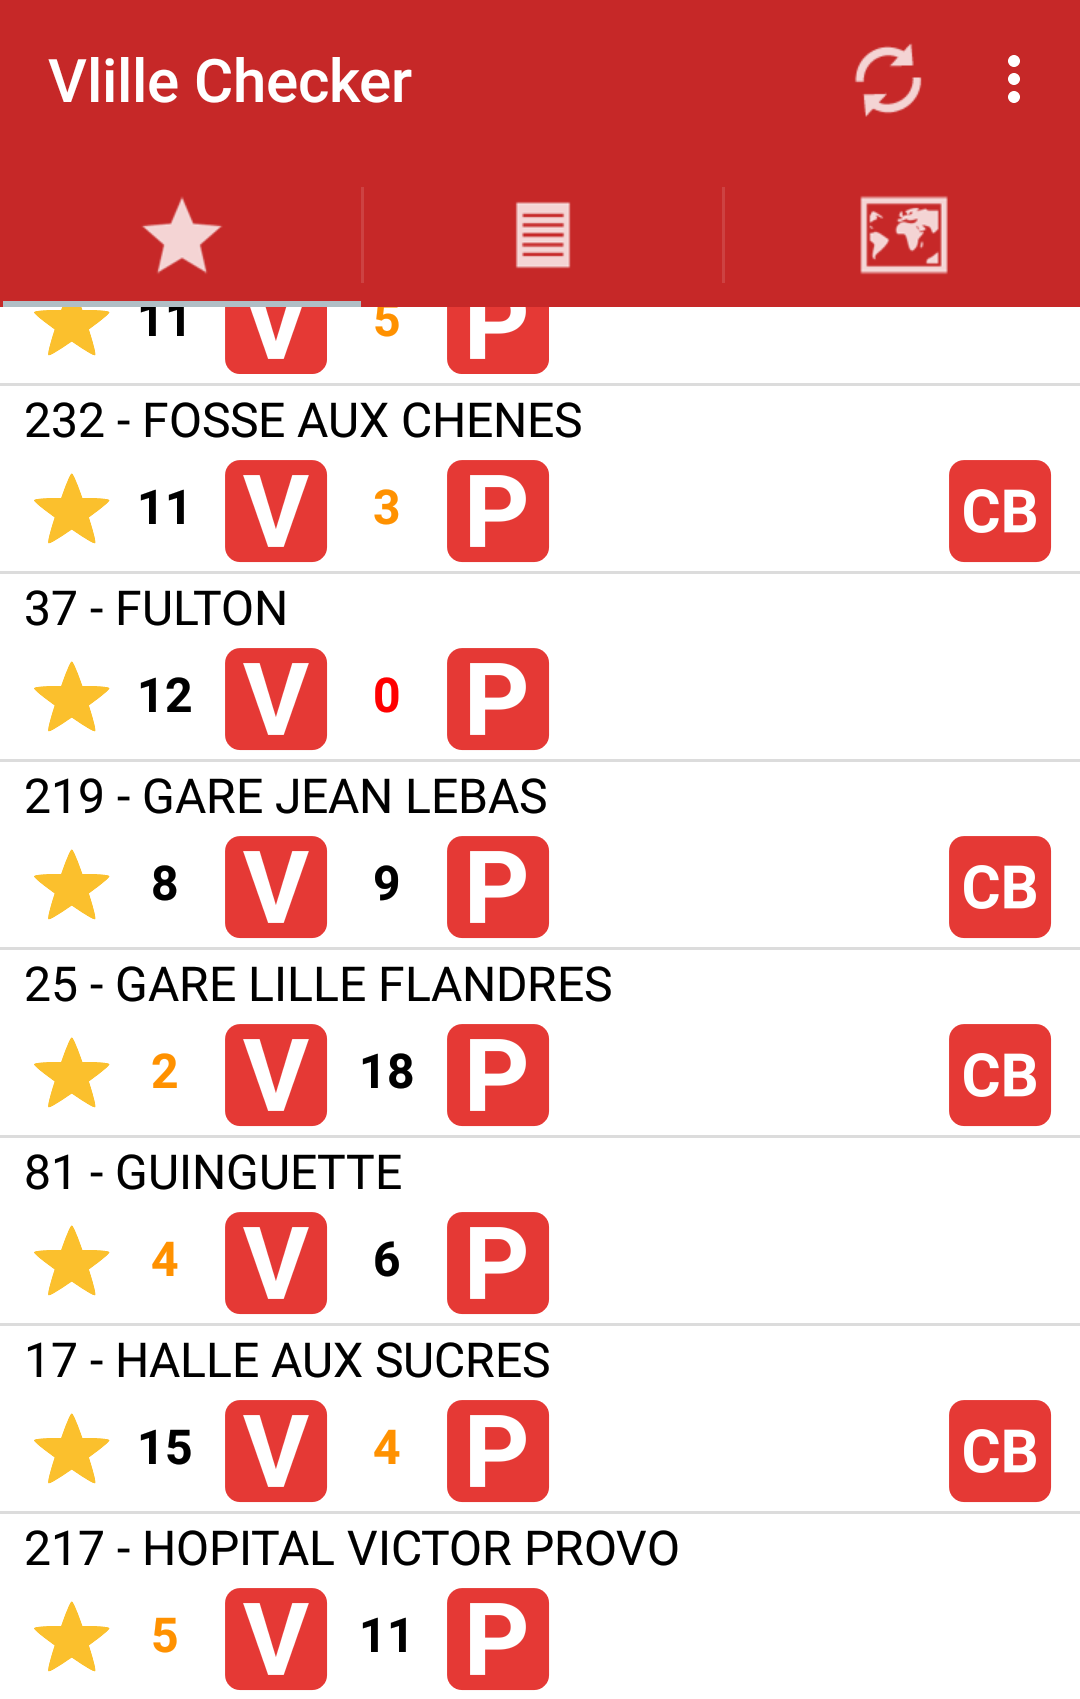 Vlille Checker
11 V 5 P
232 - FOSSE AUX CHENES
11 V 3 P CB
37 - FULTON
12 V 0 P
219 - GARE JEAN LEBAS
8 V 9 P CB
25 - GARE LILLE FLANDRES
2 V 18 P CB
81 - GUINGUETTE
4 V 6 P
17 - HALLE AUX SUCRES
15 V 4 P CB
217 - HOPITAL VICTOR PROVO
5 V 11 P